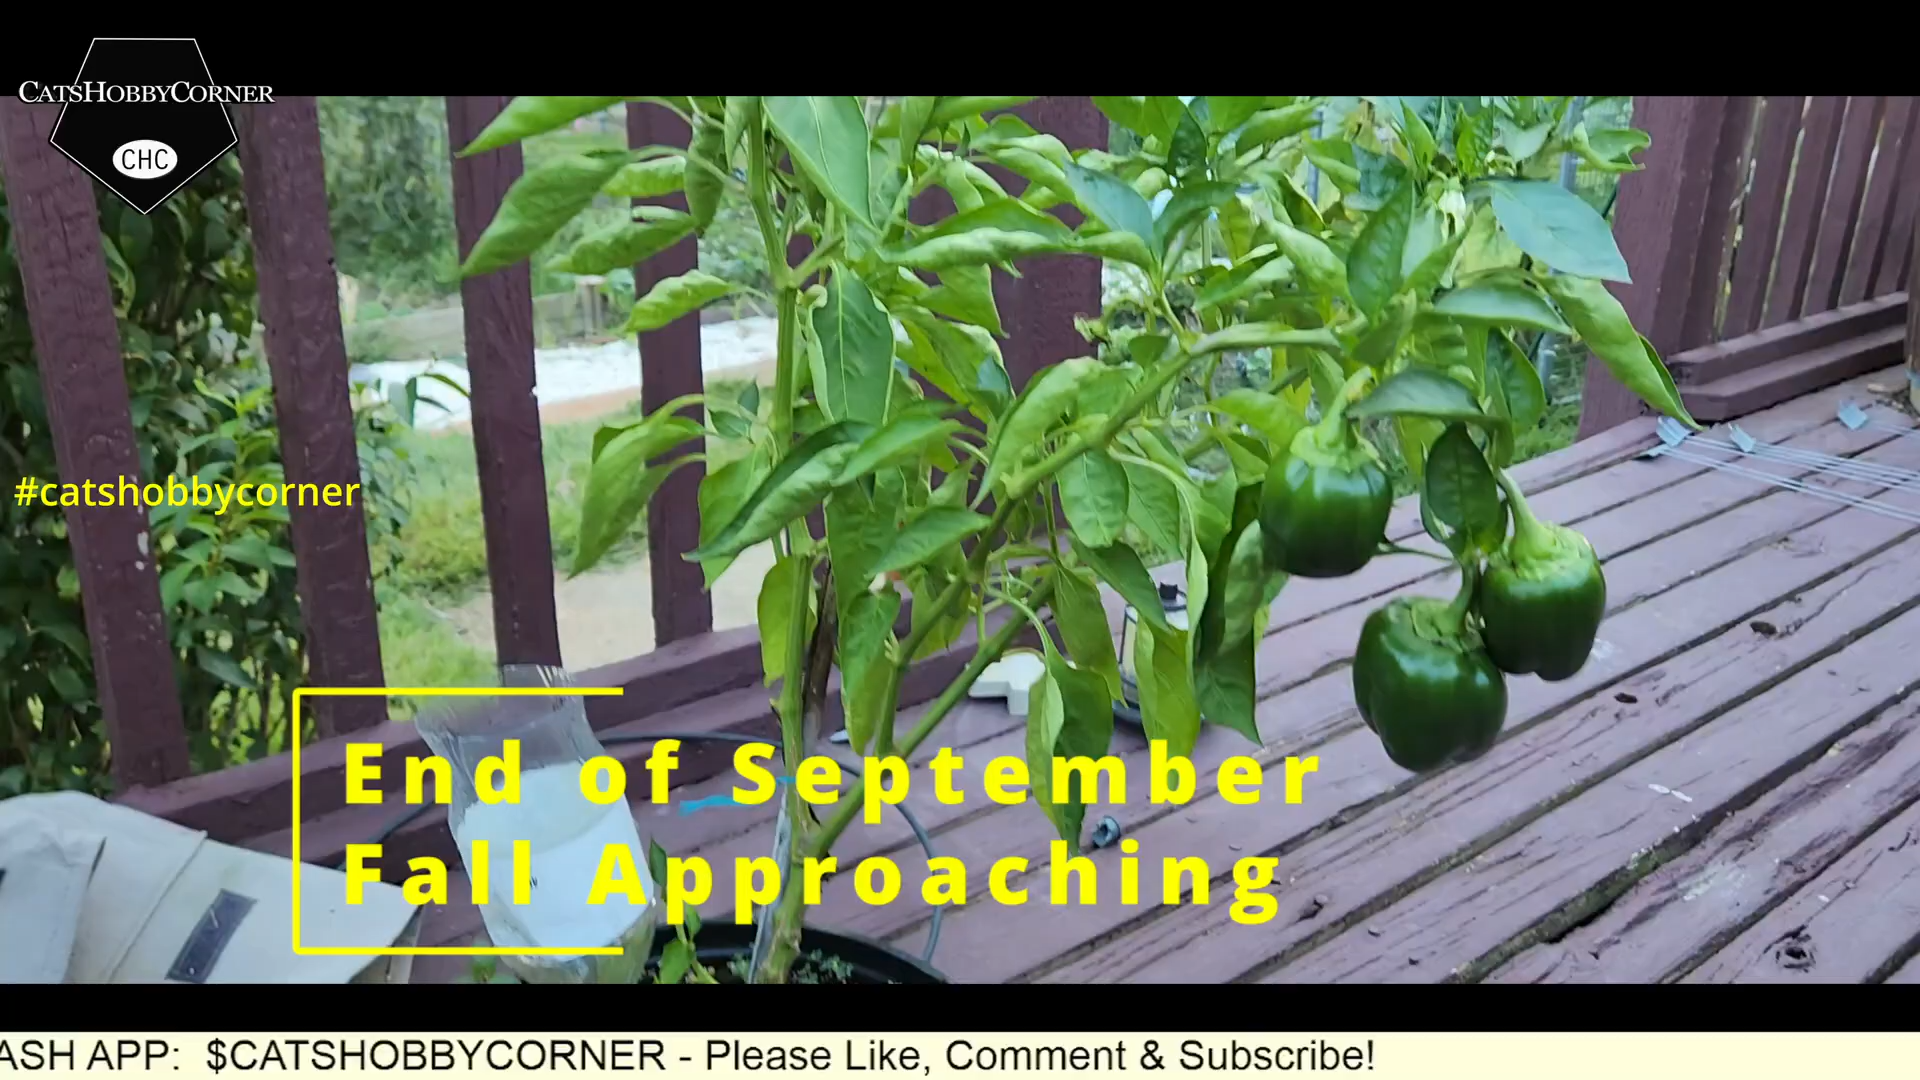 CATSHOBBYCORNER
CHC
#catshobbycorner
End of September
Fall Approaching
ASH APP: $CATSHOBBYCORNER - Please Like, Comment & Subscribe!